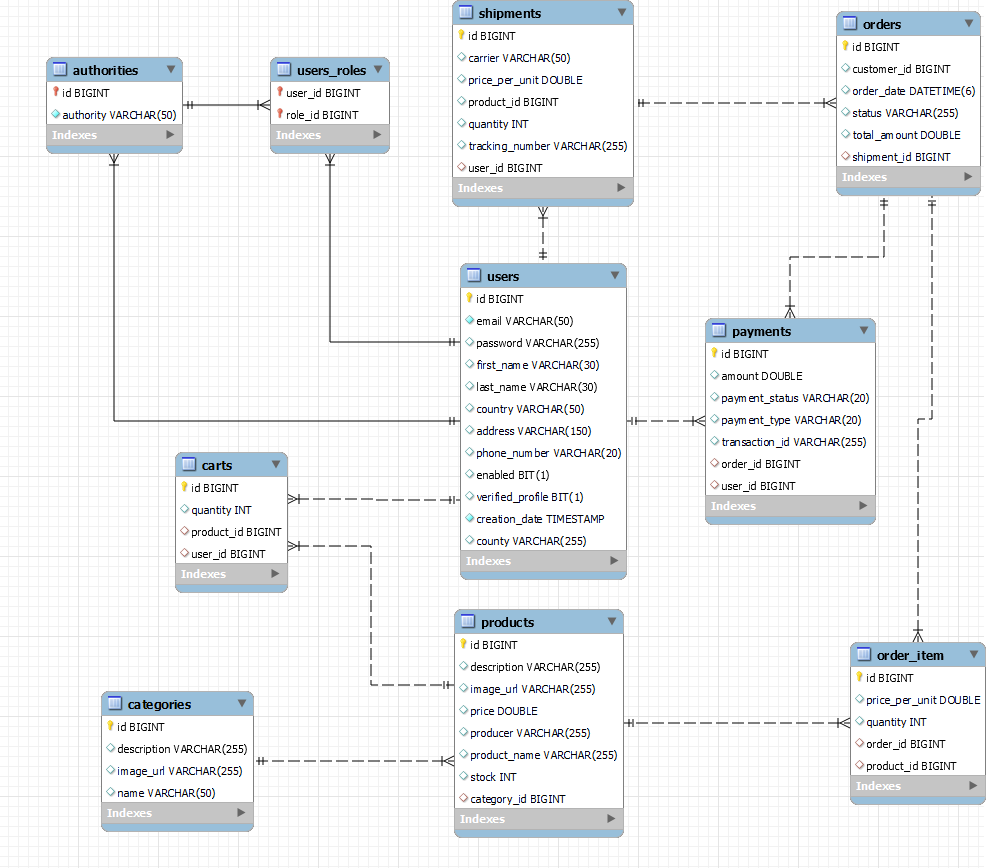 shipments
id BIGINT
carrier VARCHAR(50)
price_per_unit DOUBLE
product_id BIGINT
quantity INT
tracking_number VARCHAR(255)
user_id BIGINT
Indexes
orders
id BIGINT
customer_id BIGINT
order_date DATETIME(6)
status VARCHAR(255)
total_amount DOUBLE
shipment_id BIGINT
Indexes
authorities
id BIGINT
authority VARCHAR(50)
Indexes
users_roles
user_id BIGINT
role_id BIGINT
Indexes
users
id BIGINT
email VARCHAR(50)
password VARCHAR(255)
first_name VARCHAR(30)
last_name VARCHAR(30)
country VARCHAR(50)
address VARCHAR(150)
phone_number VARCHAR(20)
enabled BIT(1)
verified_profile BIT(1)
creation_date TIMESTAMP
county VARCHAR(255)
Indexes
payments
id BIGINT
amount DOUBLE
payment_status VARCHAR(20)
payment_type VARCHAR(20)
transaction_id VARCHAR(255)
order_id BIGINT
user_id BIGINT
Indexes
carts
id BIGINT
quantity INT
product_id BIGINT
user_id BIGINT
Indexes
products
id BIGINT
description VARCHAR(255)
image_url VARCHAR(255)
price DOUBLE
producer VARCHAR(255)
product_name VARCHAR(255)
stock INT
category_id BIGINT
Indexes
order_item
id BIGINT
price_per_unit DOUBLE
quantity INT
order_id BIGINT
product_id BIGINT
Indexes
categories
id BIGINT
description VARCHAR(255)
image_url VARCHAR(255)
name VARCHAR(50)
Indexes